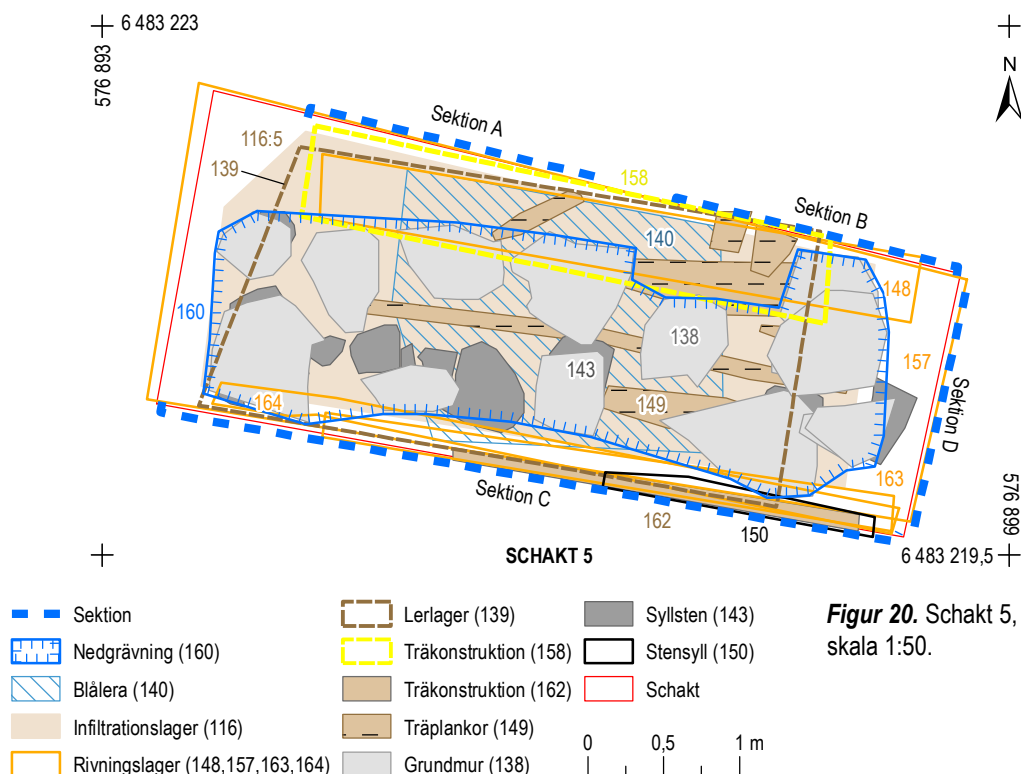 6 483 223
576 893
N
Sektion A
116:5
139
158
Sektion B
140
148
160
138
157
143
149
Sektion D
164
163
Sektion C
162
150
576 899
SCHAKT 5
6 483 219,5
Sektion
Nedgrävning (160)
Blålera (140)
Infiltrationslager (116)
Rivningslager (148,157,163,164)
Lerlager (139)
Träkonstruktion (158)
Träkonstruktion (162)
Träplankor (149)
Grundmur (138)
Syllsten (143)
Stensyll (150)
Schakt
0 0,5 1 m
Figur 20. Schakt 5,
skala 1:50.